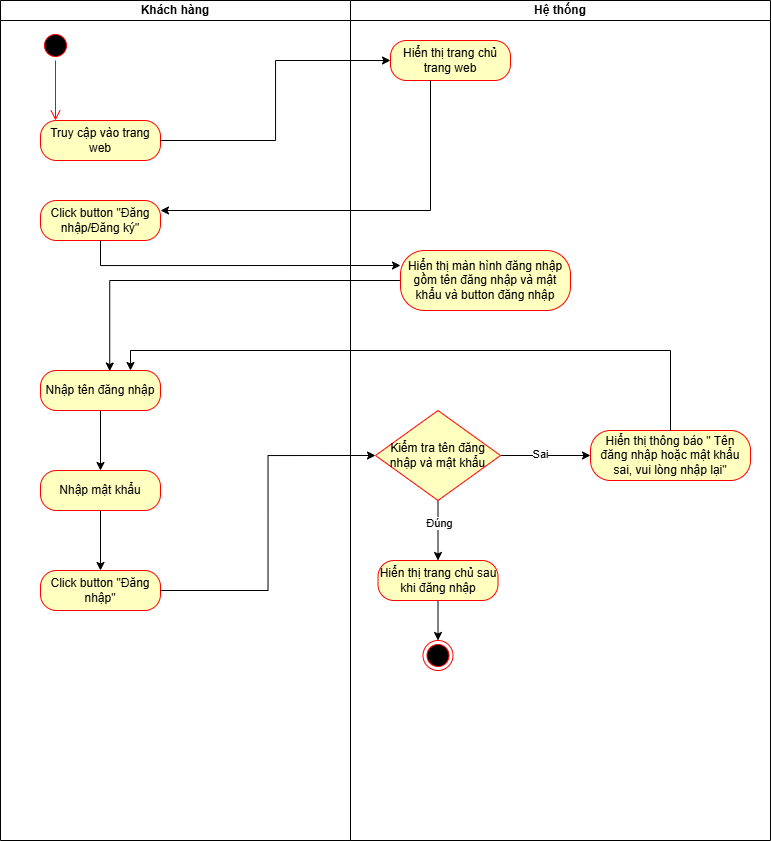 Khách hàng
Hệ thống
Hiển thị trang chủ
trang web
Truy cập vào trang
web
Click button "Đăng
nhập/Đăng ký"
Hiển thị màn hình đăng nhập
gồm tên đăng nhập và mật
khẩu và button đăng nhập
Nhập tên đăng nhập
Kiểm tra tên đăng
nhập và mật khẩu
Sai
Hiển thị thông báo " Tên
đăng nhập hoặc mật khẩu
sai, vui lòng nhập lại"
Nhập mật khẩu
Đúng
Click button "Đăng
nhập"
Hiển thị trang chủ sau
khi đăng nhập